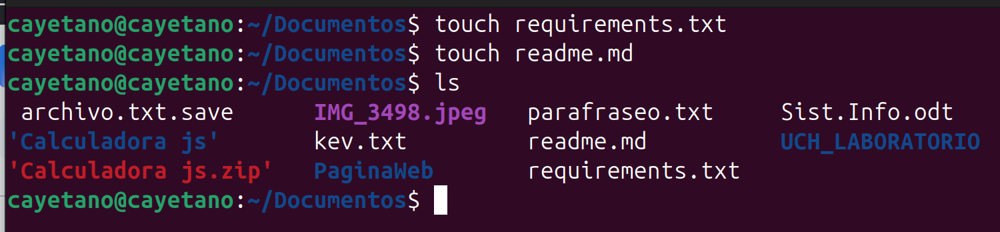 cayetano@cayetano:~/Documentos$ touch requirements.txt
cayetano@cayetano:~/Documentos$ touch readme.md
cayetano@cayetano:~/Documentos$ ls
archivo.txt.save IMG_3498.jpeg parafraseo.txt Sist.Info.odt
'Calculadora js' kev.txt readme.md UCH_LABORATORIO
'Calculadora js.zip' PaginaWeb requirements.txt
cayetano@cayetano:~/Documentos$